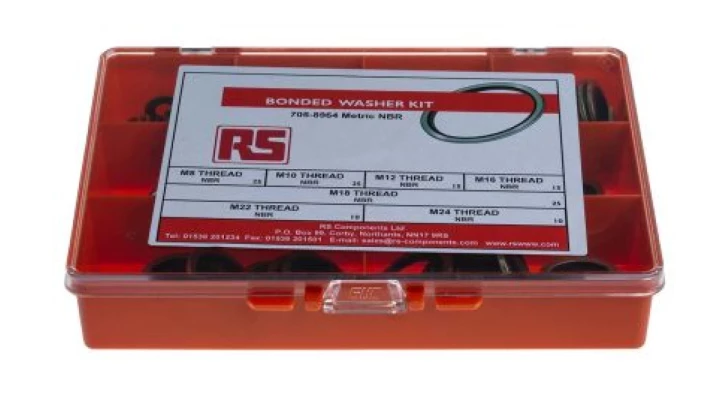 BONDED WASHER KIT
706-8964 Metric NBR
RS
M8 THREAD M10 THREAD M12 THREAD M16 THREAD
NBR 25 NBR 25 NBR 15 NBR 15
M18 THREAD
NBR 25
M22 THREAD M24 THREAD
NBR 10 NBR 10
RS Components Ltd
P.O. Box 99, Corby, Northants, NN17 9RS
Tel: 01536 201234 Fax: 01536 201501 E-mail: sales@rs-components.com www.rswww.com